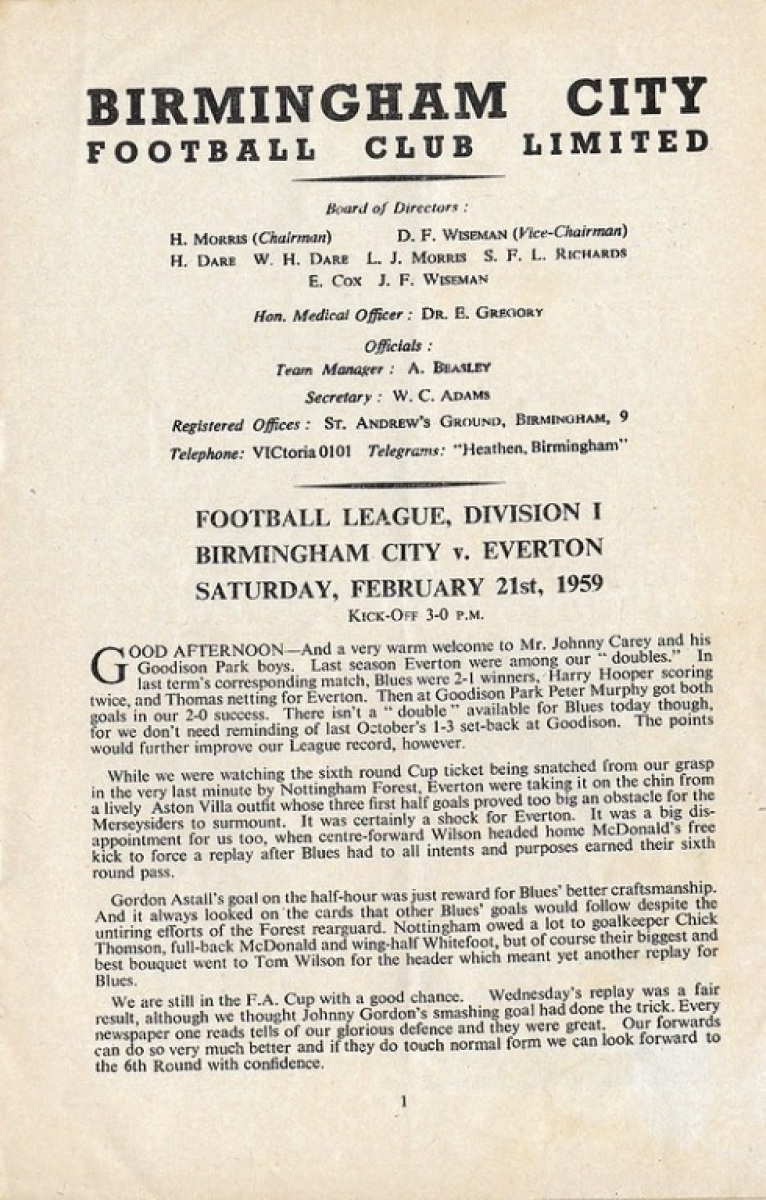 BIRMINGHAM CITY
FOOTBALL CLUB LIMITED
Board of Directors :
H. MORRIS (Chairman) D. F. WISEMAN (Vice-Chairman)
H. DARE W. H. DARE L. J. MORRIS S. F. L. RICHARDS
E. COX J. F. WISEMAN
Hon. Medical Officer : DR. E. GREGORY
Officials :
Team Manager : A. BEASLEY
Secretary : W. C. ADAMS
Registered Offices : ST. ANDREW'S GROUND, BIRMINGHAM, 9
Telephone: VICtoria 0101 Telegrams: "Heathen, Birmingham"
FOOTBALL LEAGUE, DIVISION I
BIRMINGHAM CITY v. EVERTON
SATURDAY, FEBRUARY 21st, 1959
KICK-OFF 3-0 P.M.
GOOD AFTERNOON—And a very warm welcome to Mr. Johnny Carey and his
Goodison Park boys. Last season Everton were among our " doubles." In
last term's corresponding match, Blues were 2-1 winners, Harry Hooper scoring
twice, and Thomas netting for Everton. Then at Goodison Park Peter Murphy got both
goals in our 2-0 success. There isn't a " double " available for Blues today though,
for we don't need reminding of last October's 1-3 set-back at Goodison. The points
would further improve our League record, however.
While we were watching the sixth round Cup ticket being snatched from our grasp
in the very last minute by Nottingham Forest, Everton were taking it on the chin from
a lively Aston Villa outfit whose three first half goals proved too big an obstacle for the
Merseysiders to surmount. It was certainly a shock for Everton. It was a big dis-
appointment for us too, when centre-forward Wilson headed home McDonald's free
kick to force a replay after Blues had to all intents and purposes earned their sixth
round pass.
Gordon Astall's goal on the half-hour was just reward for Blues' better craftsmanship.
And it always looked on the cards that other Blues' goals would follow despite the
untiring efforts of the Forest rearguard. Nottingham owed a lot to goalkeeper Chick
Thomson, full-back McDonald and wing-half Whitefoot, but of course their biggest and
best bouquet went to Tom Wilson for the header which meant yet another replay for
Blues.
We are still in the F.A. Cup with a good chance. Wednesday's replay was a fair
result, although we thought Johnny Gordon's smashing goal had done the trick. Every
newspaper one reads tells of our glorious defence and they were great. Our forwards
can do so very much better and if they do touch normal form we can look forward to
the 6th Round with confidence.
1